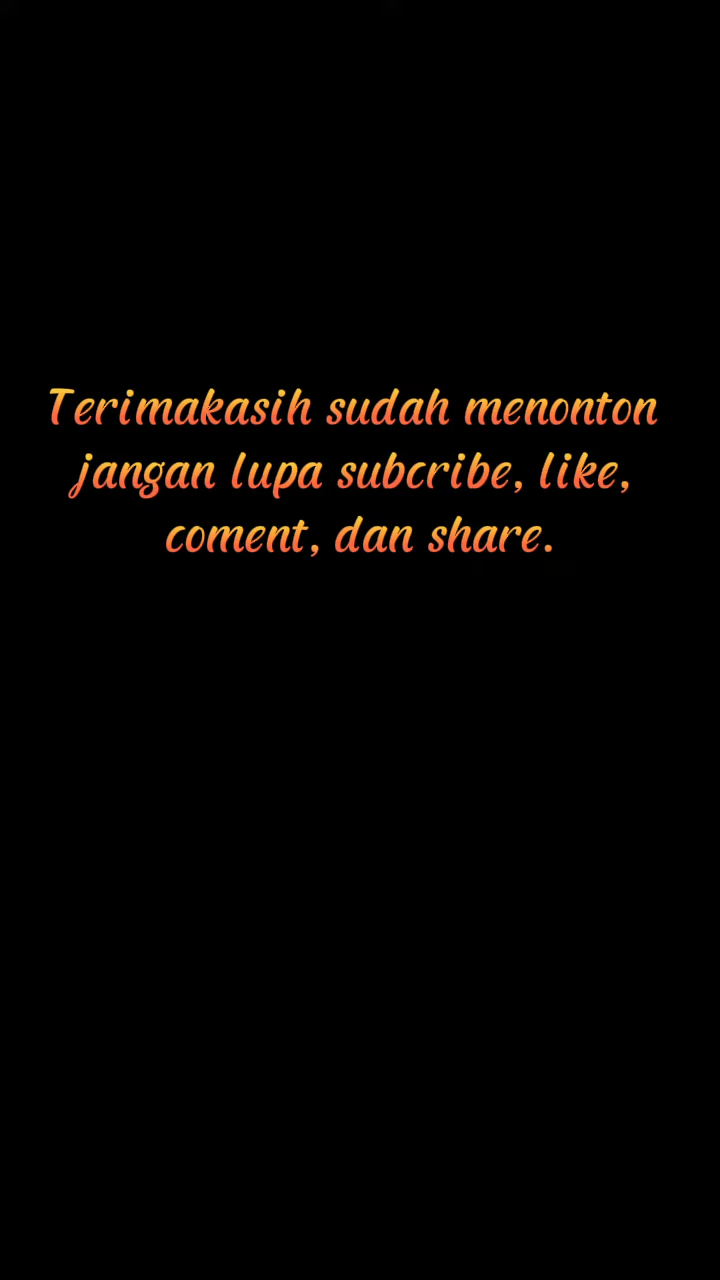 Terimakasih sudah menonton
jangan lupa subcribe, like,
coment, dan share.